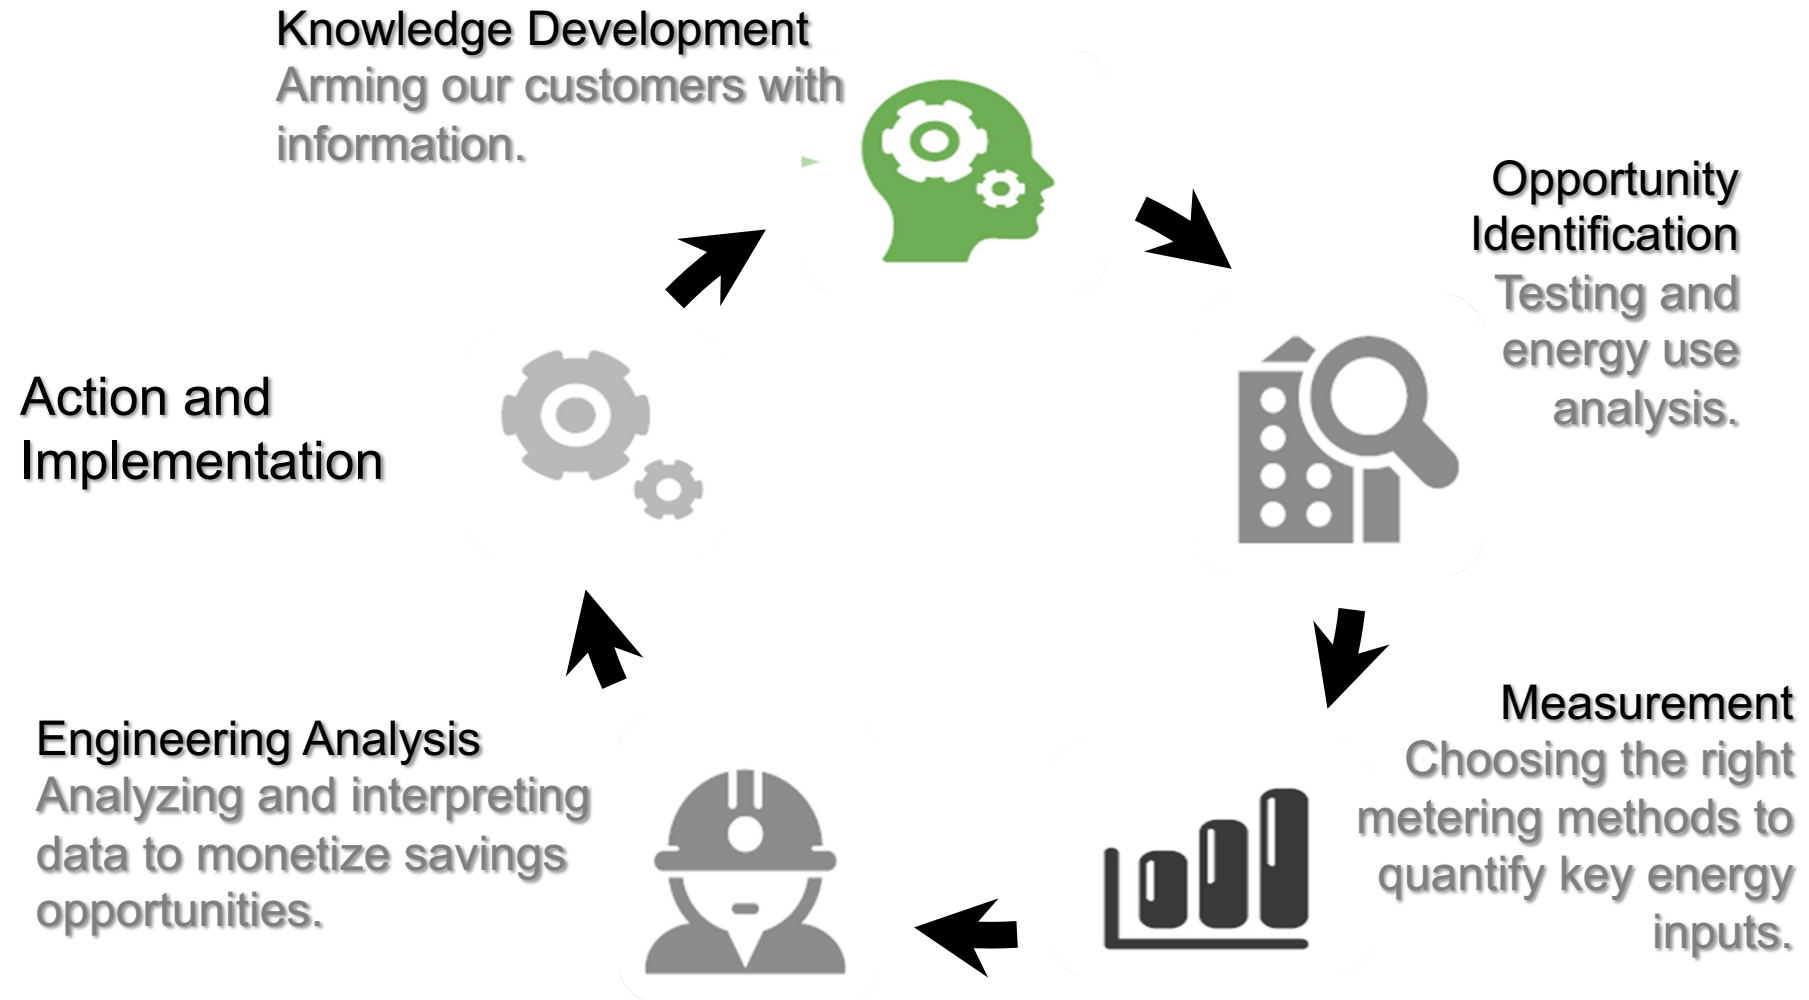 Knowledge Development
Arming our customers with
information.
Opportunity
Identification
Testing and
energy use
analysis.
Measurement
Choosing the right
metering methods to
quantify key energy
inputs.
Engineering Analysis
Analyzing and interpreting
data to monetize savings
opportunities.
Action and
Implementation